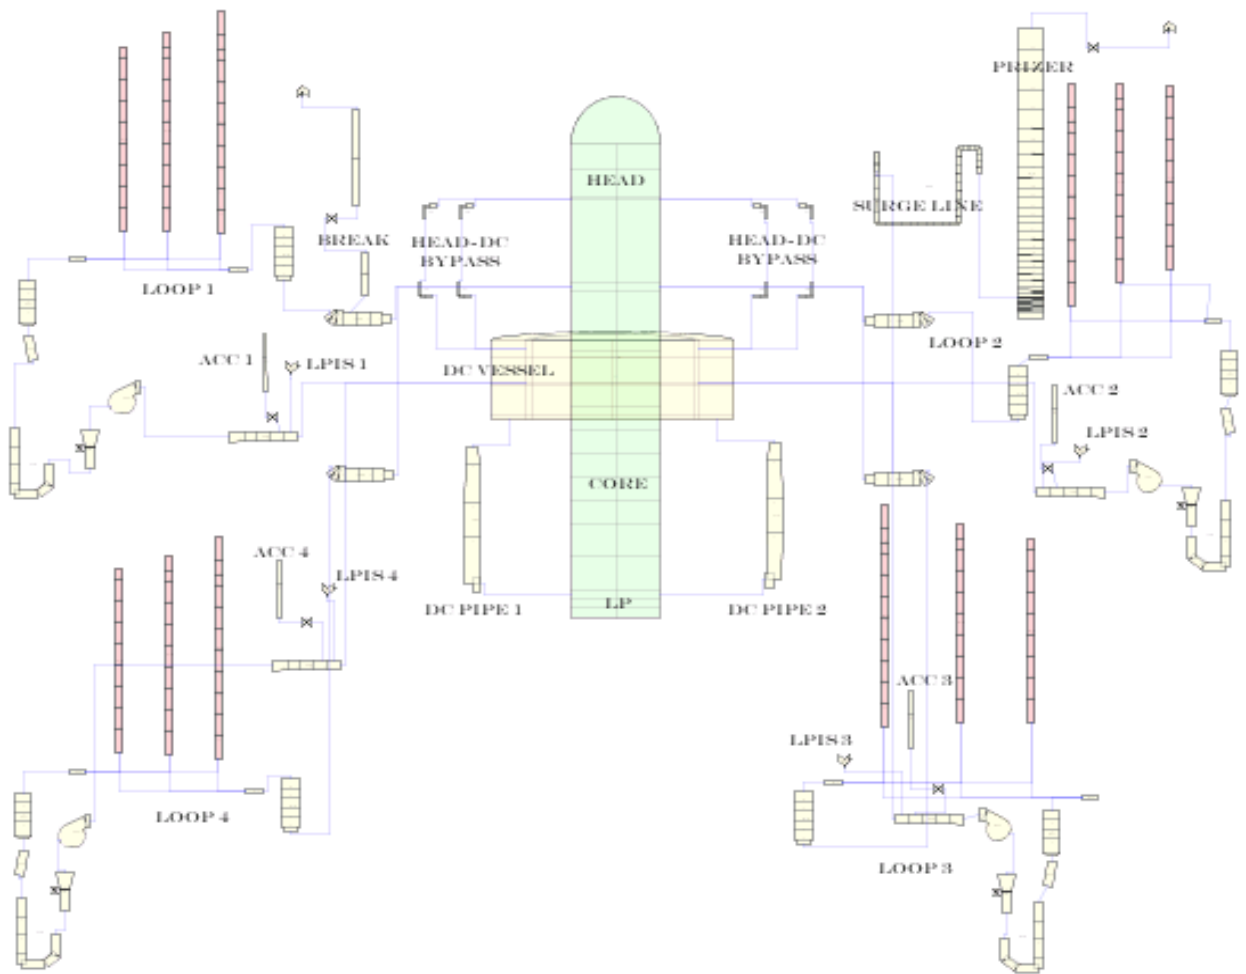 PRIZER
HEAD
SURGE LINE
BREAK
HEAD-DC
BYPASS
HEAD-DC
BYPASS
LOOP 1
LOOP 2
ACC 1
LPIS 1
DC VESSEL
ACC 2
LPIS 2
CORE
ACC 4
LPIS 4
DC PIPE 1
LP
DC PIPE 2
ACC 3
LPIS 3
LOOP 4
LOOP 3